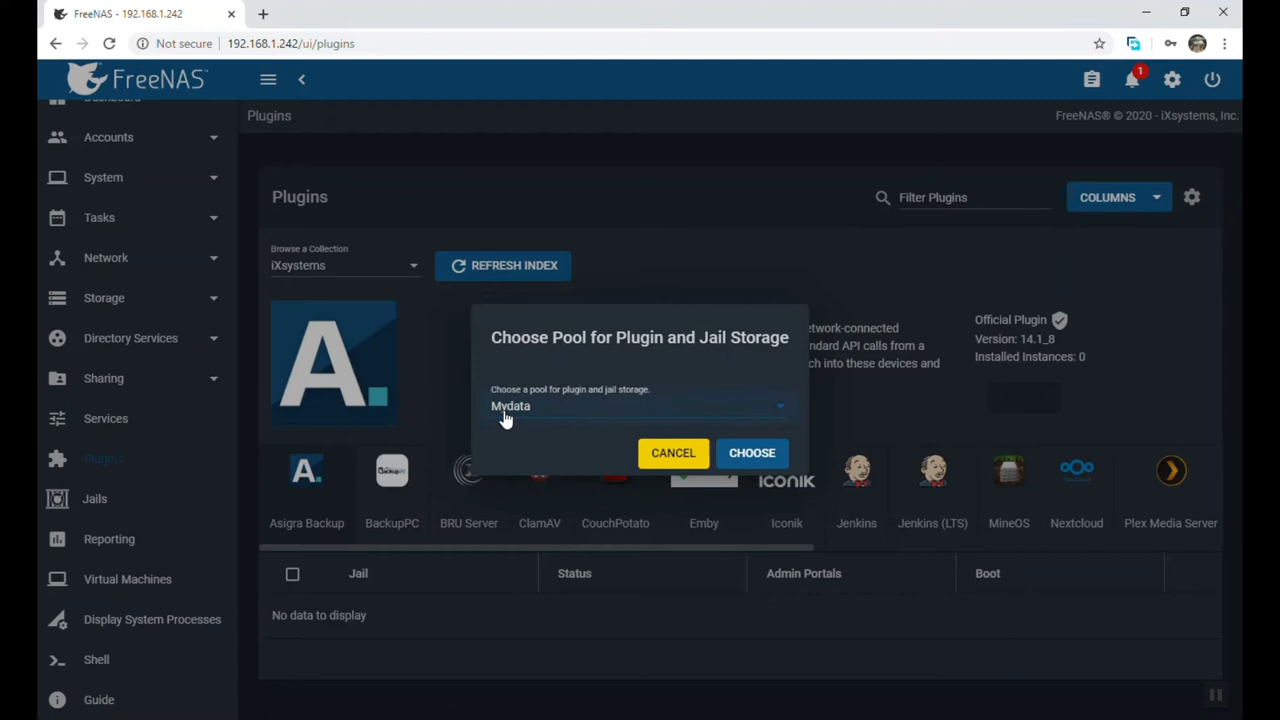 FreeNAS - 192.168.1.242
Not secure
192.168.1.242/ui/plugins
FreeNAS
1
Dashboard
Plugins
FreeNAS® © 2020 - iXsystems, Inc.
Accounts
System
Tasks
Network
Storage
Directory Services
Sharing
Services
Plugins
Jails
Reporting
Virtual Machines
Display System Processes
Shell
Guide
Plugins
Filter Plugins
COLUMNS
Browse a Collection
iXsystems
REFRESH INDEX
A.
etwork-connected
ndard API calls from a
ch into these devices and
Official Plugin
Version: 14.1_8
Installed Instances: 0
Choose Pool for Plugin and Jail Storage
Choose a pool for plugin and jail storage.
Mydata
CANCEL
CHOOSE
A.
BackupPC
ICONIK
Asigra Backup
BackupPC
BRU Server
ClamAV
CouchPotato
Emby
Iconik
Jenkins
Jenkins (LTS)
MineOS
Nextcloud
Plex Media Server
Jail
Status
Admin Portals
Boot
No data to display